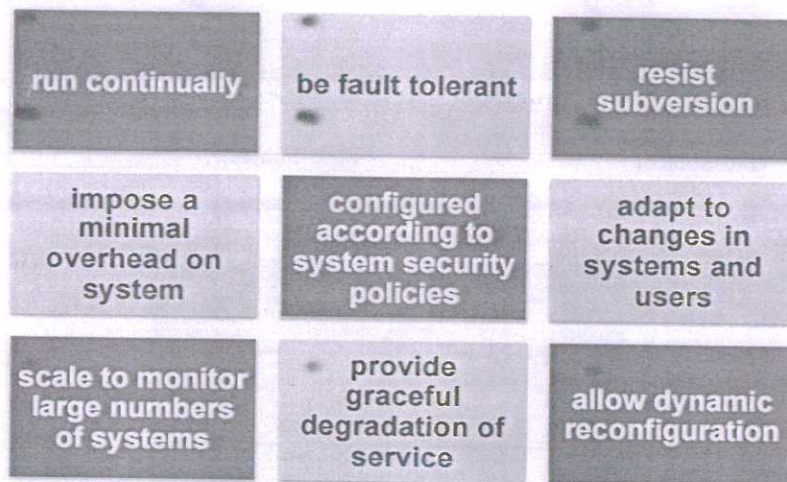 run continually
be fault tolerant
resist
subversion
impose a
minimal
overhead on
system
configured
according to
system security
policies
adapt to
changes in
systems and
users
scale to monitor
large numbers
of systems
provide
graceful
degradation of
service
allow dynamic
reconfiguration